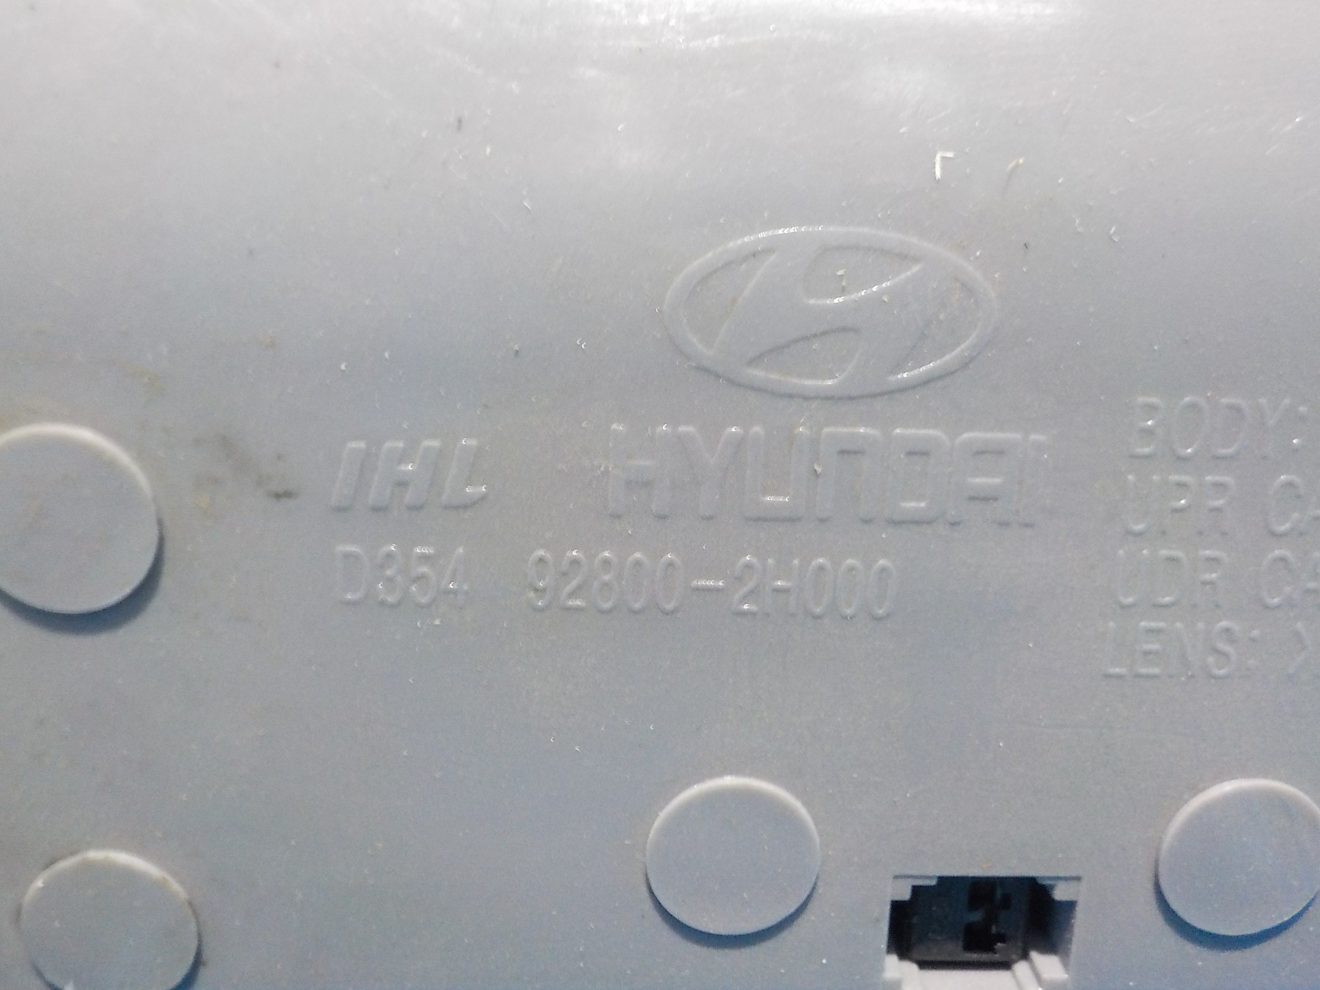 IHL HYUNDAI
D354 92800-2H000
BODY:
UPR CA
UDR CA
LENS: >